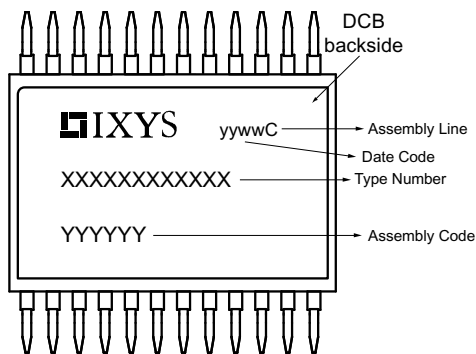 DCB
backside
IXYS
yywwC
Assembly Line
Date Code
XXXXXXXXXXXX
Type Number
YYYYYY
Assembly Code